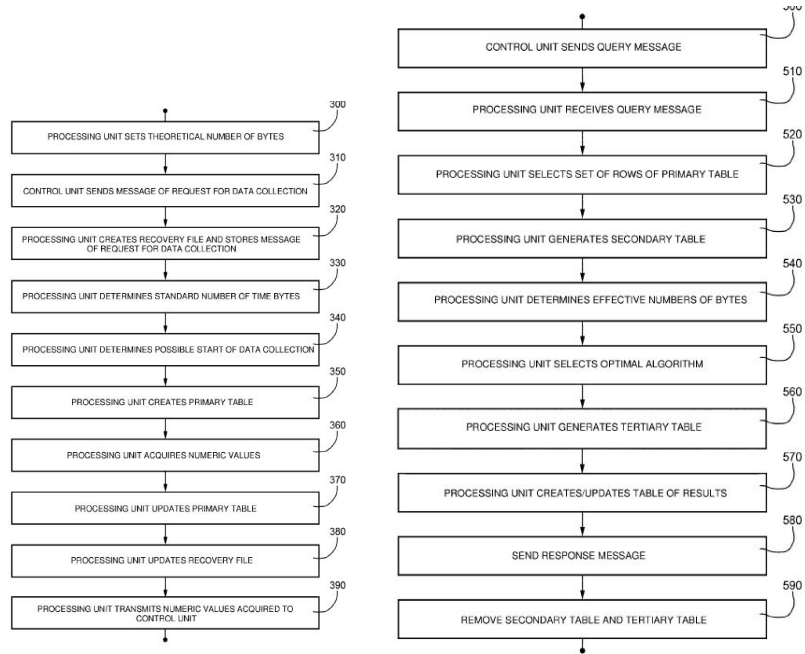 300
PROCESSING UNIT SETS THEORETICAL NUMBER OF BYTES
310
CONTROL UNIT SENDS MESSAGE OF REQUEST FOR DATA COLLECTION
320
PROCESSING UNIT CREATES RECOVERY FILE AND STORES MESSAGE
OF REQUEST FOR DATA COLLECTION
330
PROCESSING UNIT DETERMINES STANDARD NUMBER OF TIME BYTES
340
PROCESSING UNIT DETERMINES POSSIBLE START OF DATA COLLECTION
350
PROCESSING UNIT CREATES PRIMARY TABLE
360
PROCESSING UNIT ACQUIRES NUMERIC VALUES
370
PROCESSING UNIT UPDATES PRIMARY TABLE
380
PROCESSING UNIT UPDATES RECOVERY FILE
390
PROCESSING UNIT TRANSMITS NUMERIC VALUES ACQUIRED TO
CONTROL UNIT
CONTROL UNIT SENDS QUERY MESSAGE
510
PROCESSING UNIT RECEIVES QUERY MESSAGE
520
PROCESSING UNIT SELECTS SET OF ROWS OF PRIMARY TABLE
530
PROCESSING UNIT GENERATES SECONDARY TABLE
540
PROCESSING UNIT DETERMINES EFFECTIVE NUMBERS OF BYTES
550
PROCESSING UNIT SELECTS OPTIMAL ALGORITHM
560
PROCESSING UNIT GENERATES TERTIARY TABLE
570
PROCESSING UNIT CREATES/UPDATES TABLE OF RESULTS
580
SEND RESPONSE MESSAGE
590
REMOVE SECONDARY TABLE AND TERTIARY TABLE